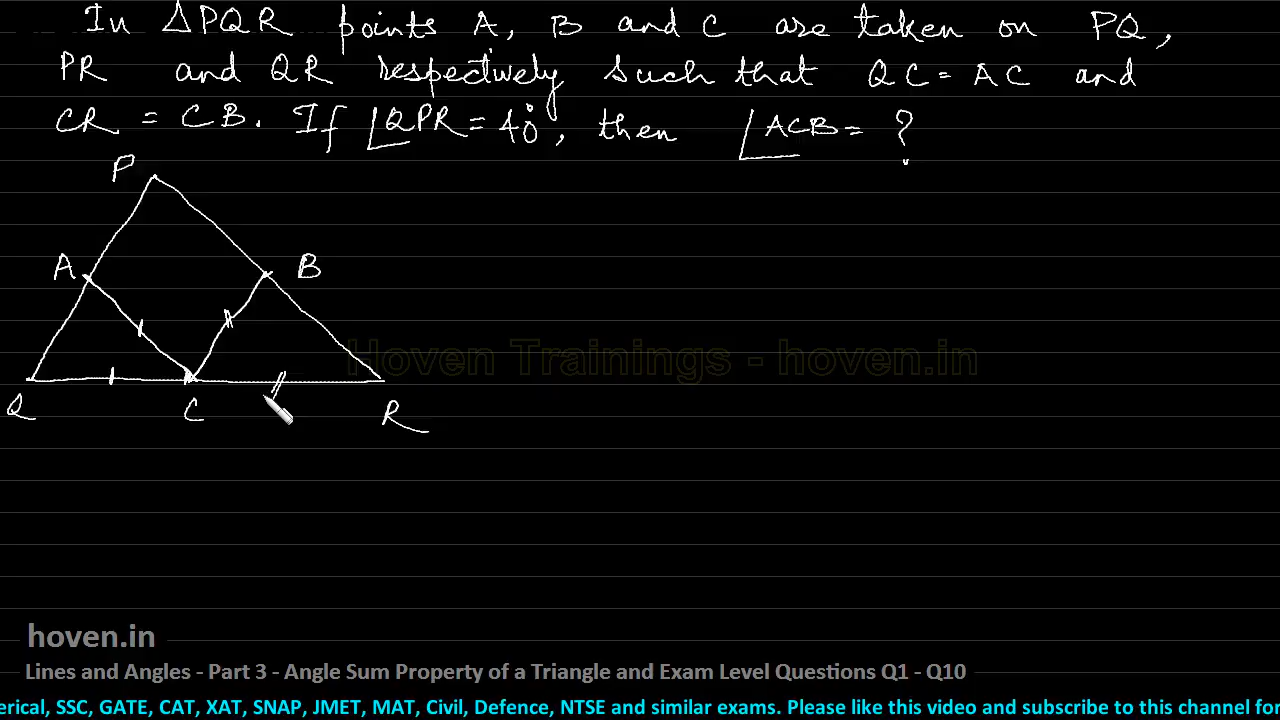 In ΔPQR points A, B and C are taken on PQ,
PR and QR respectively such that QC = AC and
CR = CB. If ∠QPR = 40°, then ∠ACB = ?
P
A
B
Hoven Trainings - hoven.in
Q
C
R
hoven.in
Lines and Angles - Part 3 - Angle Sum Property of a Triangle and Exam Level Questions Q1 - Q10
erical, SSC, GATE, CAT, XAT, SNAP, JMET, MAT, Civil, Defence, NTSE and similar exams. Please like this video and subscribe to this channel for